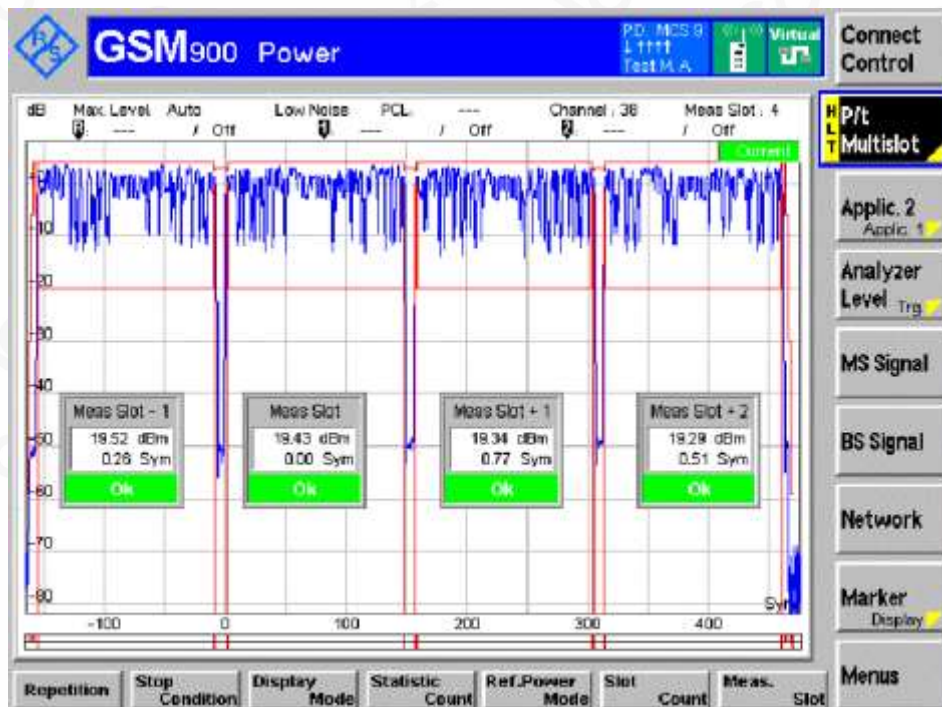 R S
GSM900 Power
P.D. MCS 9
↓ ↑↑↑↑
Test M. A.
Virtual
Connect Control
dB Max. Level Auto Low Noise PCL: --- Channel : 38 Meas Slot : 4
--- / Off 1 --- / Off 2 --- / Off
Current
P/t Multislot
HLT
Applic. 2
Applic. 1
Analyzer Level
Trg.
MS Signal
BS Signal
Network
Marker
Display
Menus
-10
-20
-30
-40
-50
-60
-70
-80
Meas Slot - 1
19.52 dBm
0.26 Sym
Ok
Meas Slot
19.43 dBm
0.00 Sym
Ok
Meas Slot + 1
19.34 dBm
0.77 Sym
Ok
Meas Slot + 2
19.29 dBm
0.51 Sym
Ok
Sym
-100 0 100 200 300 400
Repetition
Stop Condition
Display Mode
Statistic Count
Ref.Power Mode
Slot Count
Meas. Slot